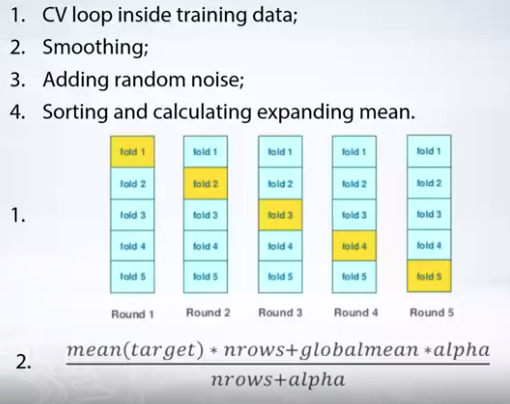 1. CV loop inside training data;
2. Smoothing;
3. Adding random noise;
4. Sorting and calculating expanding mean.
fold 1 fold 1 fold 1 fold 1 fold 1
fold 2 fold 2 fold 2 fold 2 fold 2
1. fold 3 fold 3 fold 3 fold 3 fold 3
fold 4 fold 4 fold 4 fold 4 fold 4
fold 5 fold 5 fold 5 fold 5 fold 5
Round 1 Round 2 Round 3 Round 4 Round 5
mean(target) * nrows+globalmean *alpha
2.
nrows+alpha